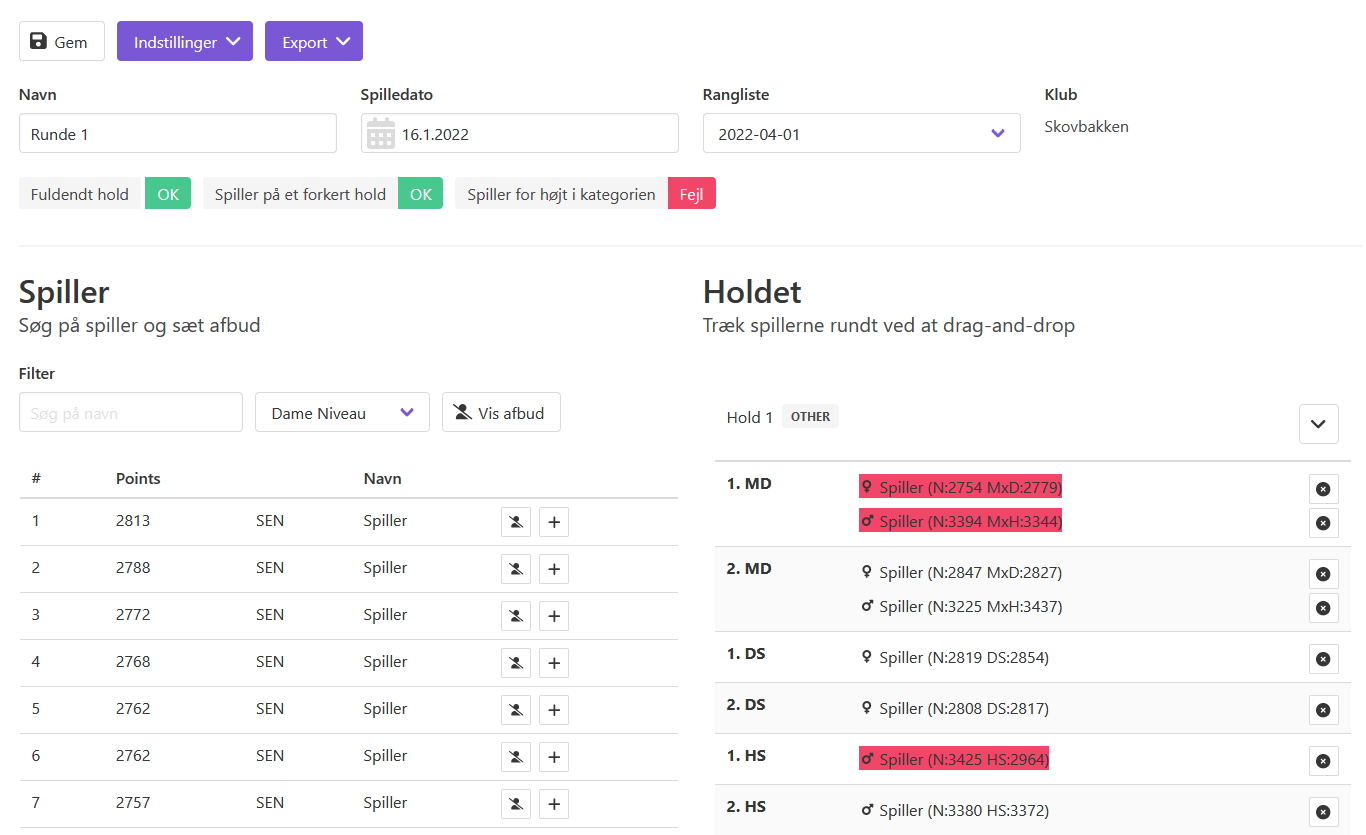 Gem Indstillinger Export
Navn Spilledato Rangliste Klub
Runde 1 16.1.2022 2022-04-01 Skovbakken
Fuldendt hold OK Spiller på et forkert hold OK Spiller for højt i kategorien Fejl
Spiller
Søg på spiller og sæt afbud
Filter
Søg på navn Dame Niveau Vis afbud
# Points Navn
1 2813 SEN Spiller
2 2788 SEN Spiller
3 2772 SEN Spiller
4 2768 SEN Spiller
5 2762 SEN Spiller
6 2762 SEN Spiller
7 2757 SEN Spiller
Holdet
Træk spillerne rundt ved at drag-and-drop
Hold 1 OTHER
1. MD ♀ Spiller (N:2754 MxD:2779)
♂ Spiller (N:3394 MxH:3344)
2. MD ♀ Spiller (N:2847 MxD:2827)
♂ Spiller (N:3225 MxH:3437)
1. DS ♀ Spiller (N:2819 DS:2854)
2. DS ♀ Spiller (N:2808 DS:2817)
1. HS ♂ Spiller (N:3425 HS:2964)
2. HS ♂ Spiller (N:3380 HS:3372)